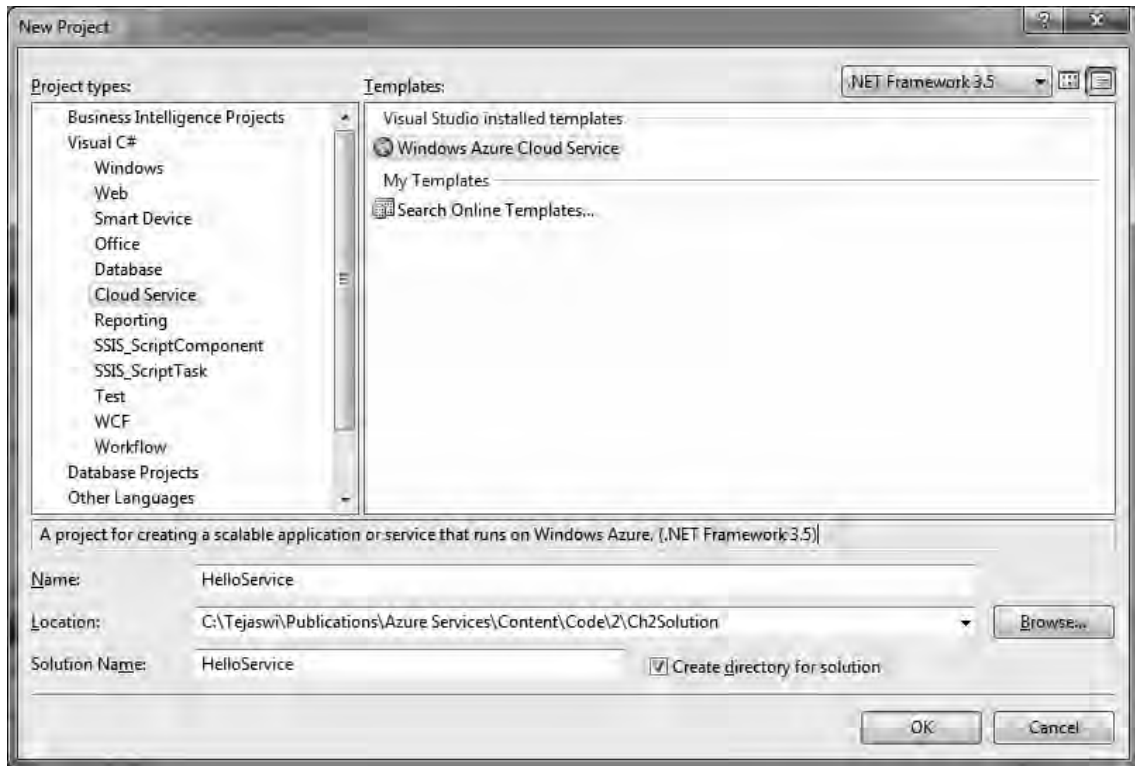 New Project
Project types:
Templates:
.NET Framework 3.5
Business Intelligence Projects
Visual C#
Windows
Web
Smart Device
Office
Database
Cloud Service
Reporting
SSIS_ScriptComponent
SSIS_ScriptTask
Test
WCF
Workflow
Database Projects
Other Languages
Visual Studio installed templates
Windows Azure Cloud Service
My Templates
Search Online Templates...
A project for creating a scalable application or service that runs on Windows Azure. (.NET Framework 3.5)
Name:
HelloService
Location:
C:\Tejaswi\Publications\Azure Services\Content\Code\2\Ch2Solution
Browse...
Solution Name:
HelloService
Create directory for solution
OK
Cancel